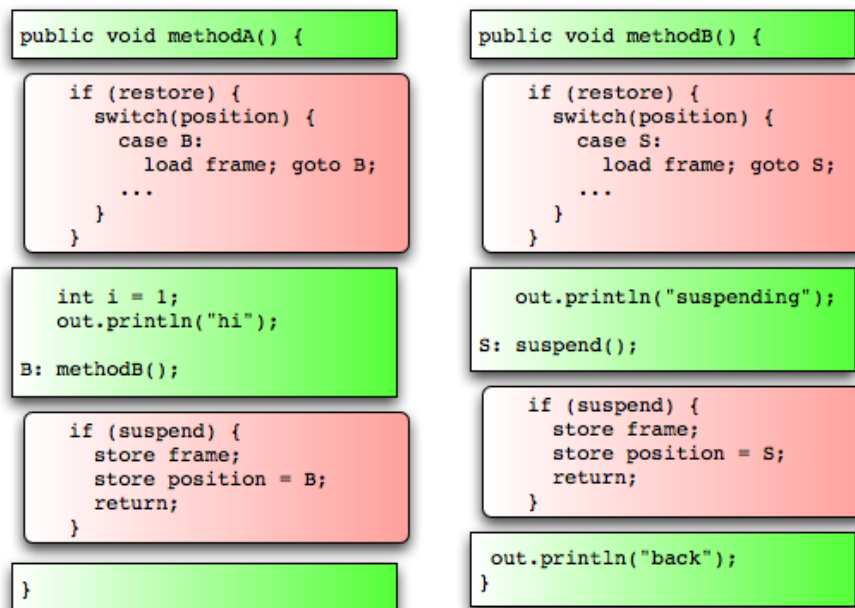 public void methodA() {
if (restore) {
switch(position) {
case B:
load frame; goto B;
...
}
}
int i = 1;
out.println("hi");
B: methodB();
if (suspend) {
store frame;
store position = B;
return;
}
}
public void methodB() {
if (restore) {
switch(position) {
case S:
load frame; goto S;
...
}
}
out.println("suspending");
S: suspend();
if (suspend) {
store frame;
store position = S;
return;
}
out.println("back");
}